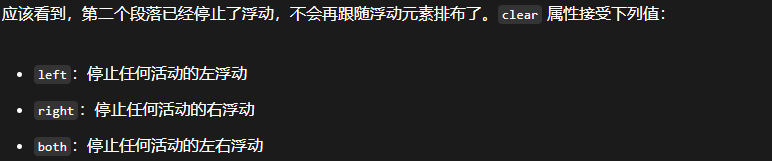 应该看到，第二个段落已经停止了浮动，不会再跟随浮动元素排布了。clear 属性接受下列值：
• left：停止任何活动的左浮动
• right：停止任何活动的右浮动
• both：停止任何活动的左右浮动